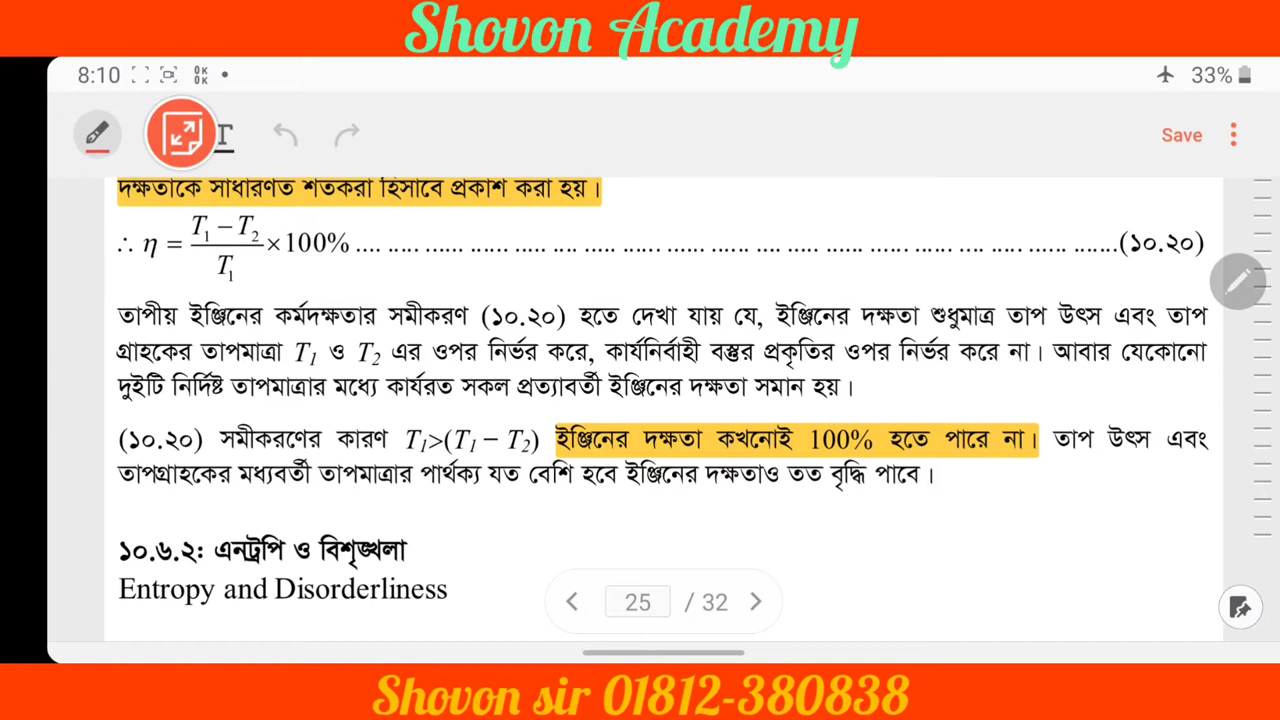 Shovon Academy
8:10
OK
OK
33%
T
Save
দক্ষতাকে সাধারণত শতকরা হিসাবে প্রকাশ করা হয়।
∴ η = (T₁ − T₂)/T₁ × 100% .... ..... ...... ...... ..... .... ..... ...... ...... ...... .... ..... ...... ...... ...... .... ..... ...... .......(১০.২০)
তাপীয় ইঞ্জিনের কর্মদক্ষতার সমীকরণ (১০.২০) হতে দেখা যায় যে, ইঞ্জিনের দক্ষতা শুধুমাত্র তাপ উৎস এবং তাপ
গ্রাহকের তাপমাত্রা T₁ ও T₂ এর ওপর নির্ভর করে, কার্যনির্বাহী বস্তুর প্রকৃতির ওপর নির্ভর করে না। আবার যেকোনো
দুইটি নির্দিষ্ট তাপমাত্রার মধ্যে কার্যরত সকল প্রত্যাবর্তী ইঞ্জিনের দক্ষতা সমান হয়।
(১০.২০) সমীকরণের কারণ T₁>(T₁ − T₂) ইঞ্জিনের দক্ষতা কখনোই 100% হতে পারে না। তাপ উৎস এবং
তাপগ্রাহকের মধ্যবর্তী তাপমাত্রার পার্থক্য যত বেশি হবে ইঞ্জিনের দক্ষতাও তত বৃদ্ধি পাবে।
১০.৬.২: এনট্রপি ও বিশৃঙ্খলা
Entropy and Disorderliness
25 / 32
Shovon sir 01812-380838